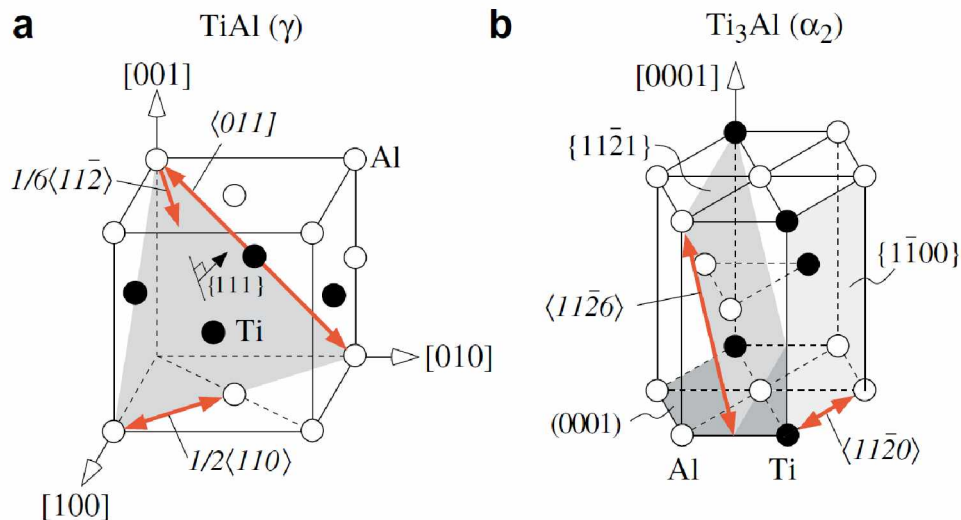 a
TiAl (γ)
[001]
⟨011]
Al
1/6⟨112̄⟩
{111}
Ti
[010]
1/2⟨110⟩
[100]
b
Ti₃Al (α₂)
[0001]
{112̄1}
{11̄00}
⟨112̄6⟩
(0001)
Al
Ti
⟨112̄0⟩